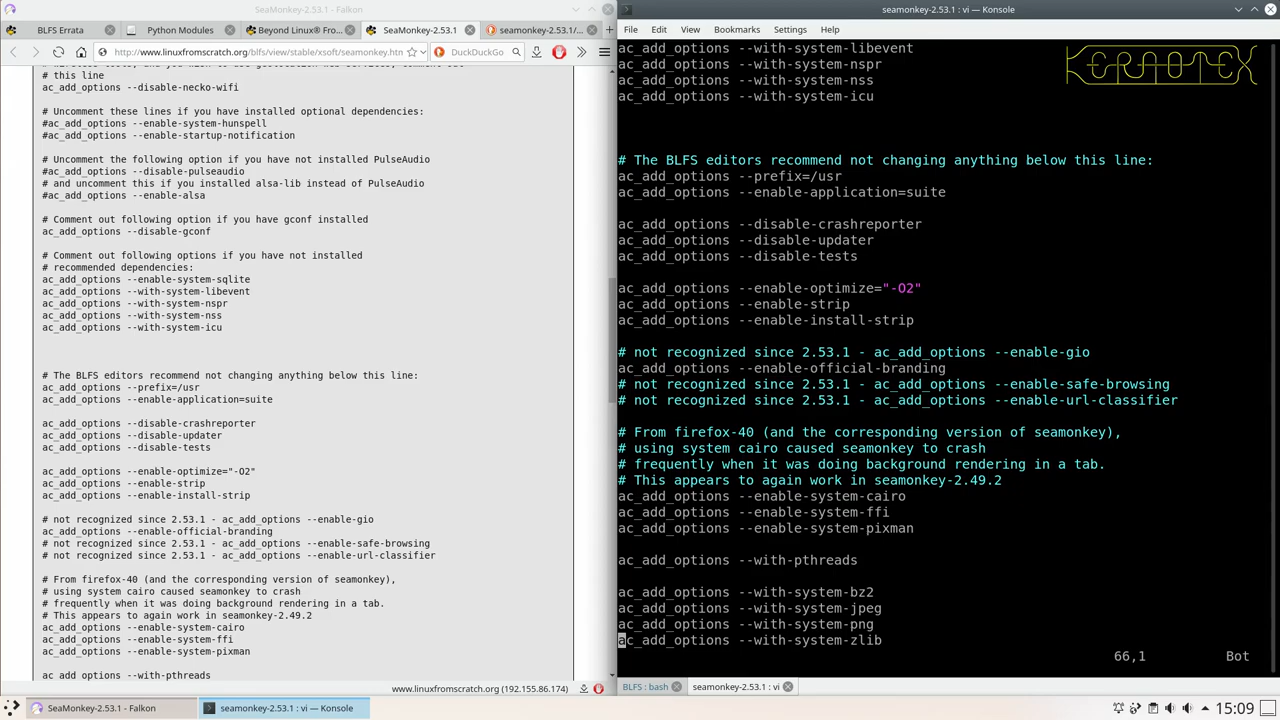 SeaMonkey-2.53.1 - Falkon
BLFS Errata
Python Modules
Beyond Linux® Fro...
SeaMonkey-2.53.1
seamonkey-2.53.1/...
http://www.linuxfromscratch.org/blfs/view/stable/xsoft/seamonkey.htm
DuckDuckGo
# this line
ac_add_options --disable-necko-wifi
# Uncomment these lines if you have installed optional dependencies:
#ac_add_options --enable-system-hunspell
#ac_add_options --enable-startup-notification
# Uncomment the following option if you have not installed PulseAudio
#ac_add_options --disable-pulseaudio
# and uncomment this if you installed alsa-lib instead of PulseAudio
#ac_add_options --enable-alsa
# Comment out following option if you have gconf installed
ac_add_options --disable-gconf
# Comment out following options if you have not installed
# recommended dependencies:
ac_add_options --enable-system-sqlite
ac_add_options --with-system-libevent
ac_add_options --with-system-nspr
ac_add_options --with-system-nss
ac_add_options --with-system-icu
# The BLFS editors recommend not changing anything below this line:
ac_add_options --prefix=/usr
ac_add_options --enable-application=suite
ac_add_options --disable-crashreporter
ac_add_options --disable-updater
ac_add_options --disable-tests
ac_add_options --enable-optimize="-O2"
ac_add_options --enable-strip
ac_add_options --enable-install-strip
# not recognized since 2.53.1 - ac_add_options --enable-gio
ac_add_options --enable-official-branding
# not recognized since 2.53.1 - ac_add_options --enable-safe-browsing
# not recognized since 2.53.1 - ac_add_options --enable-url-classifier
# From firefox-40 (and the corresponding version of seamonkey),
# using system cairo caused seamonkey to crash
# frequently when it was doing background rendering in a tab.
# This appears to again work in seamonkey-2.49.2
ac_add_options --enable-system-cairo
ac_add_options --enable-system-ffi
ac_add_options --enable-system-pixman
ac_add_options --with-pthreads
www.linuxfromscratch.org (192.155.86.174)
seamonkey-2.53.1 : vi — Konsole
File Edit View Bookmarks Settings Help
KERNOTEX
ac_add_options --with-system-libevent
ac_add_options --with-system-nspr
ac_add_options --with-system-nss
ac_add_options --with-system-icu
# The BLFS editors recommend not changing anything below this line:
ac_add_options --prefix=/usr
ac_add_options --enable-application=suite
ac_add_options --disable-crashreporter
ac_add_options --disable-updater
ac_add_options --disable-tests
ac_add_options --enable-optimize="-O2"
ac_add_options --enable-strip
ac_add_options --enable-install-strip
# not recognized since 2.53.1 - ac_add_options --enable-gio
ac_add_options --enable-official-branding
# not recognized since 2.53.1 - ac_add_options --enable-safe-browsing
# not recognized since 2.53.1 - ac_add_options --enable-url-classifier
# From firefox-40 (and the corresponding version of seamonkey),
# using system cairo caused seamonkey to crash
# frequently when it was doing background rendering in a tab.
# This appears to again work in seamonkey-2.49.2
ac_add_options --enable-system-cairo
ac_add_options --enable-system-ffi
ac_add_options --enable-system-pixman
ac_add_options --with-pthreads
ac_add_options --with-system-bz2
ac_add_options --with-system-jpeg
ac_add_options --with-system-png
ac_add_options --with-system-zlib
66,1 Bot
BLFS : bash
seamonkey-2.53.1 : vi
SeaMonkey-2.53.1 - Falkon
seamonkey-2.53.1 : vi — Konsole
15:09